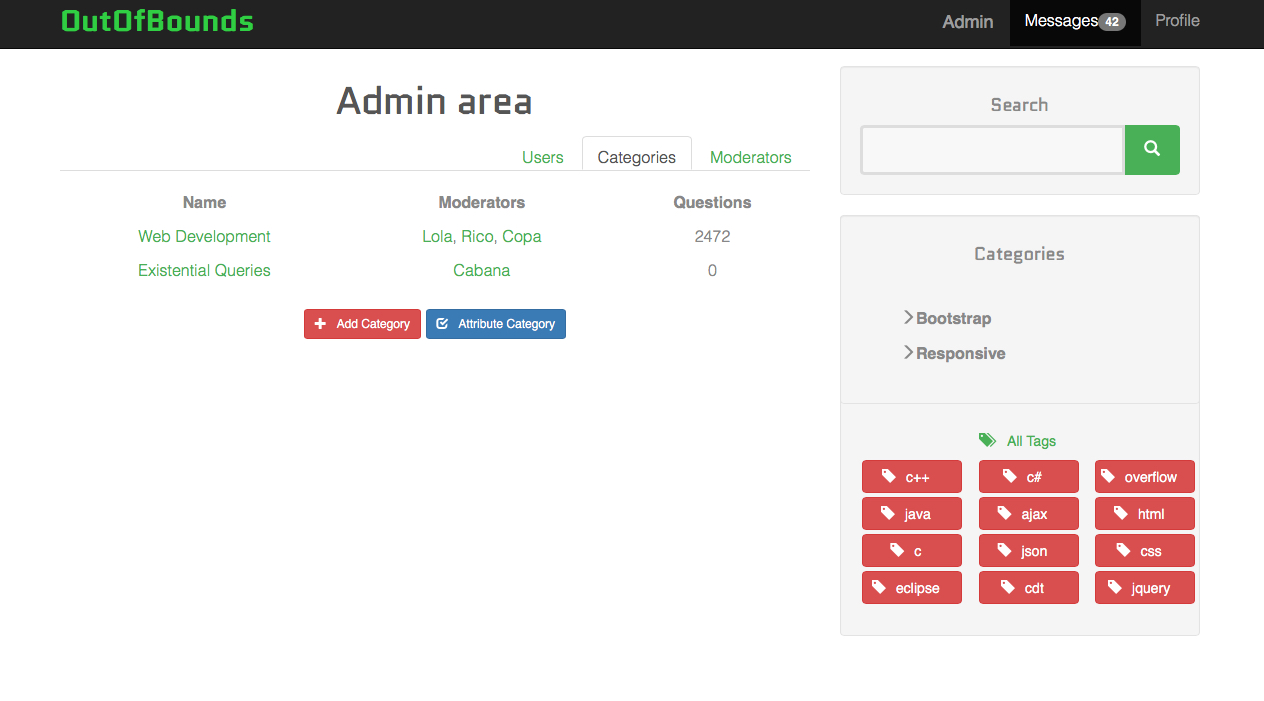 OutOfBounds
Admin Messages 42 Profile
Admin area
Users Categories Moderators
Name Moderators Questions
Web Development Lola, Rico, Copa 2472
Existential Queries Cabana 0
Add Category Attribute Category
Search
Categories
Bootstrap
Responsive
All Tags
c++ c# overflow
java ajax html
c json css
eclipse cdt jquery